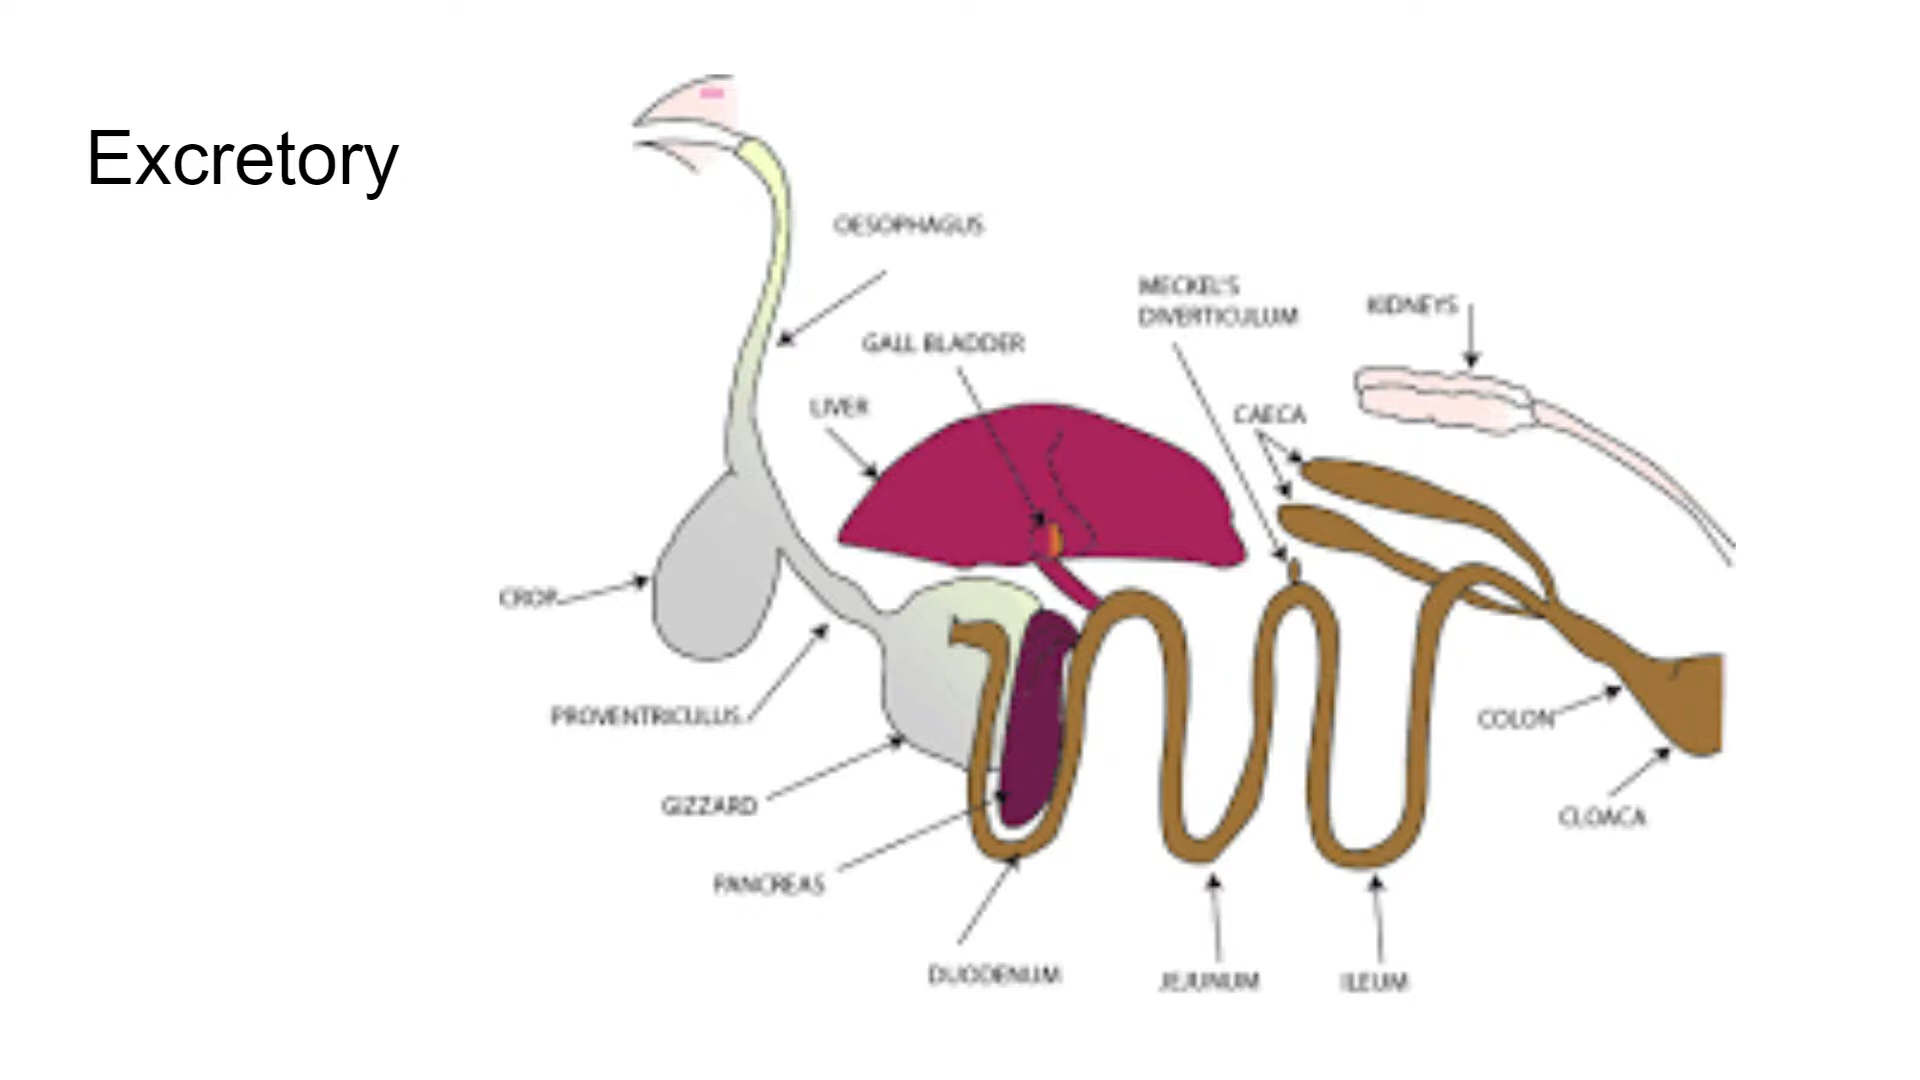 Excretory
OESOPHAGUS
MECKEL'S
DIVERTICULUM
KIDNEYS
GALL BLADDER
LIVER
CAECA
CROP
PROVENTRICULUS
COLON
GIZZARD
CLOACA
PANCREAS
DUODENUM
JEJUNUM
ILEUM